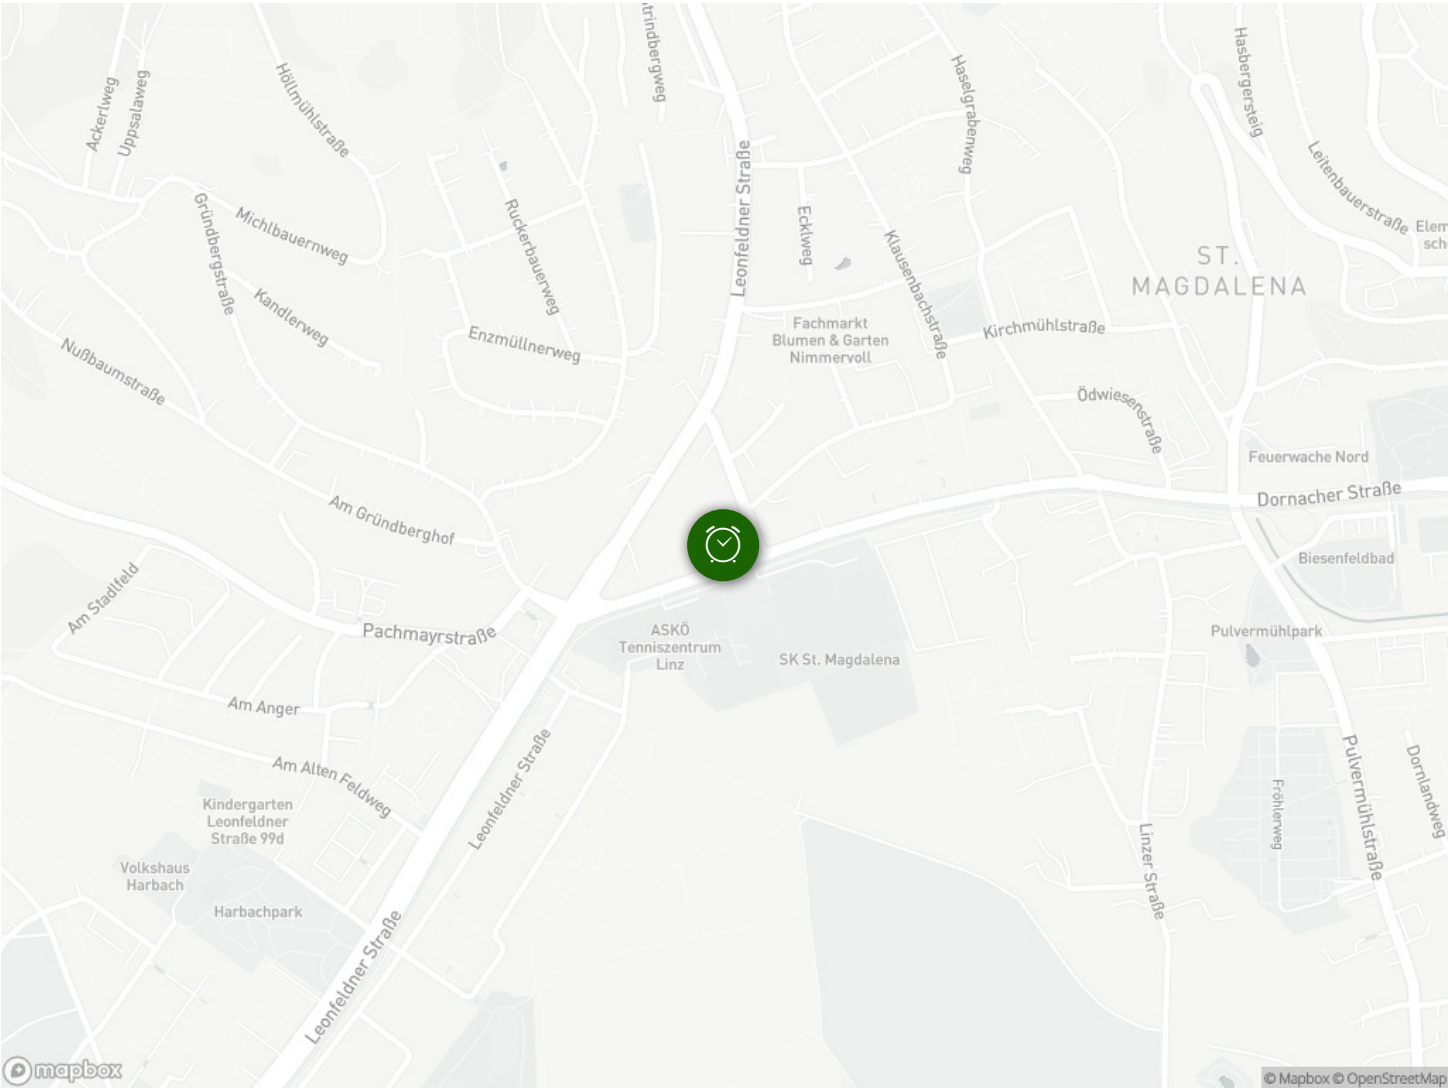 Strindbergweg
Hasbergersteig
Ackerlweg
Uppsalaweg
Höllmühlstraße
Haselgrabenweg
Leonfeldner Straße
Leitenbauerstraße
Gründbergstraße
Michlbauernweg
Ruckerbauerweg
Ecklweg
Klausenbachstraße
Elem
sch
ST.
MAGDALENA
Kandlerweg
Enzmüllnerweg
Fachmarkt
Blumen & Garten
Nimmervoll
Kirchmühlstraße
Nußbaumstraße
Ödwiesenstraße
Feuerwache Nord
Dornacher Straße
Am Gründberghof
Biesenfeldbad
Am Stadlfeld
Pachmayrstraße
ASKÖ
Tenniszentrum
Linz
SK St. Magdalena
Pulvermühlpark
Am Anger
Am Alten Feldweg
Leonfeldner Straße
Pulvermühlstraße
Dornlandweg
Fröhlerweg
Linzer Straße
Kindergarten
Leonfeldner
Straße 99d
Volkshaus
Harbach
Harbachpark
Leonfeldner Straße
mapbox
© Mapbox © OpenStreetMap